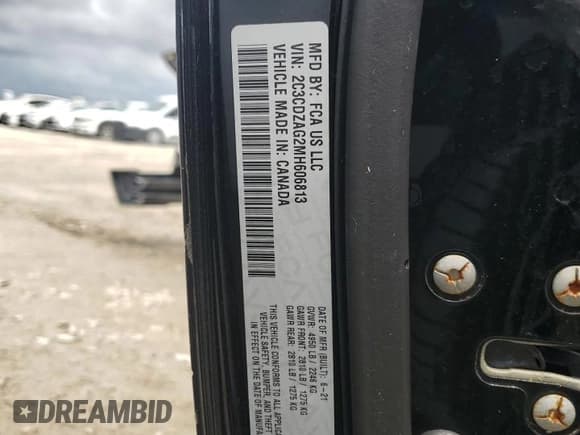 MFD BY: FCA US LLC
VIN: 2C3CDZAG2MH606813
VEHICLE MADE IN: CANADA
DATE OF MFR (BUILT): 6-21
GVWR: 4950 LB / 2246 KG
GAWR FRONT: 2810 LB / 1275 KG
GAWR REAR: 2810 LB / 1275 KG
THIS VEHICLE CONFORMS TO ALL APPLICA
VEHICLE SAFETY, BUMPER AND THEFT
IN EFFECT ON THE DATE OF MANUFA
DREAMBID